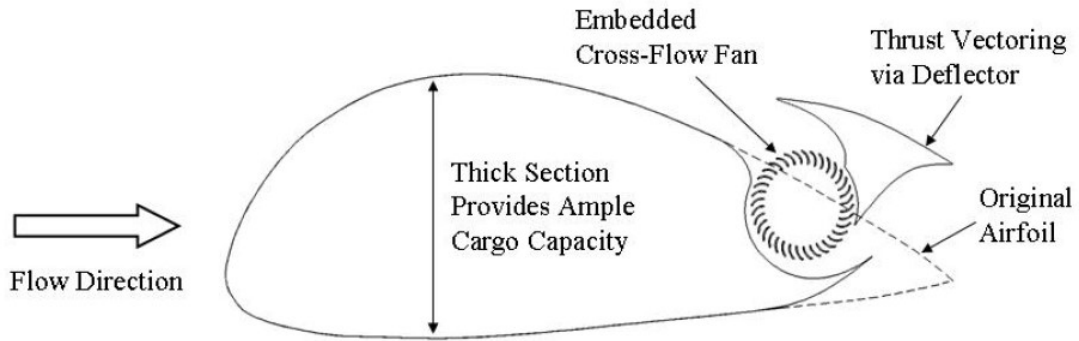 Embedded
Cross-Flow Fan
Thrust Vectoring
via Deflector
Thick Section
Provides Ample
Cargo Capacity
Original
Airfoil
Flow Direction